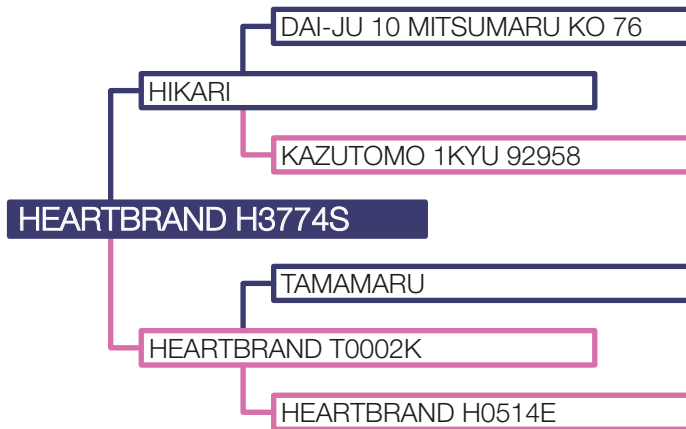 DAI-JU 10 MITSUMARU KO 76
HIKARI
KAZUTOMO 1KYU 92958
HEARTBRAND H3774S
TAMAMARU
HEARTBRAND T0002K
HEARTBRAND H0514E